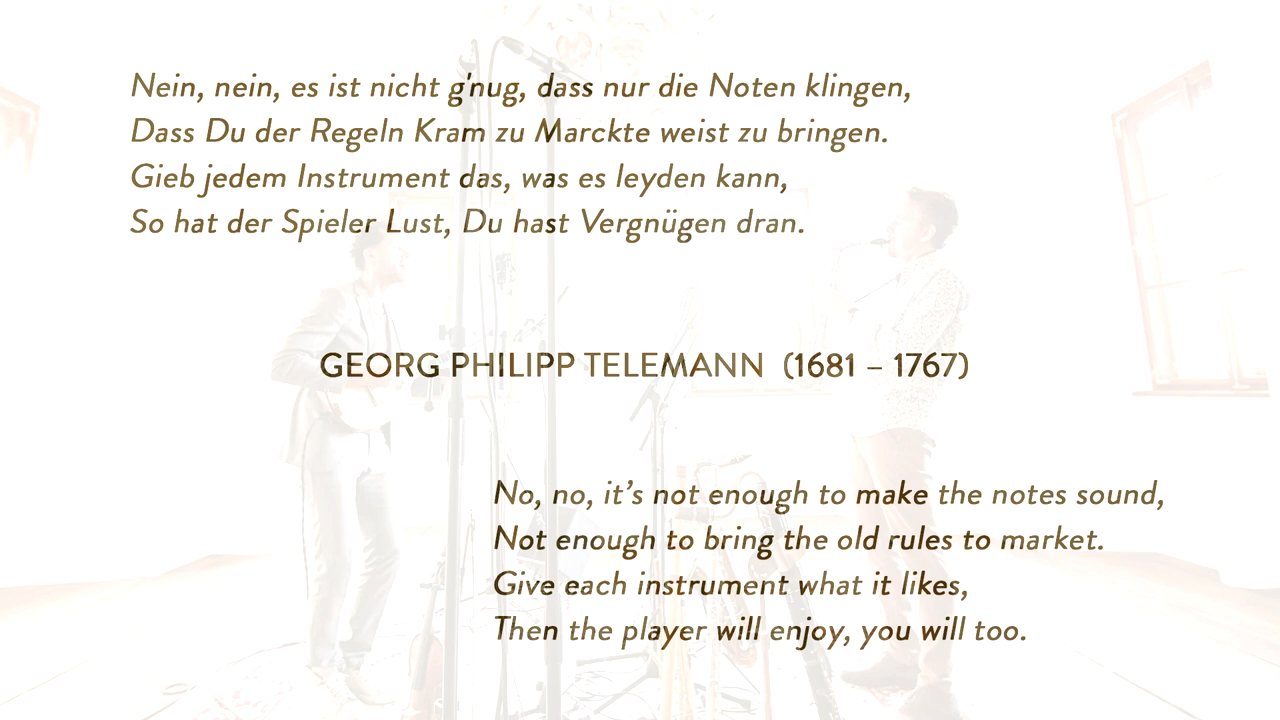 Nein, nein, es ist nicht g'nug, dass nur die Noten klingen,
Dass Du der Regeln Kram zu Marckte weist zu bringen.
Gieb jedem Instrument das, was es leyden kann,
So hat der Spieler Lust, Du hast Vergnügen dran.
GEORG PHILIPP TELEMANN (1681 – 1767)
No, no, it’s not enough to make the notes sound,
Not enough to bring the old rules to market.
Give each instrument what it likes,
Then the player will enjoy, you will too.